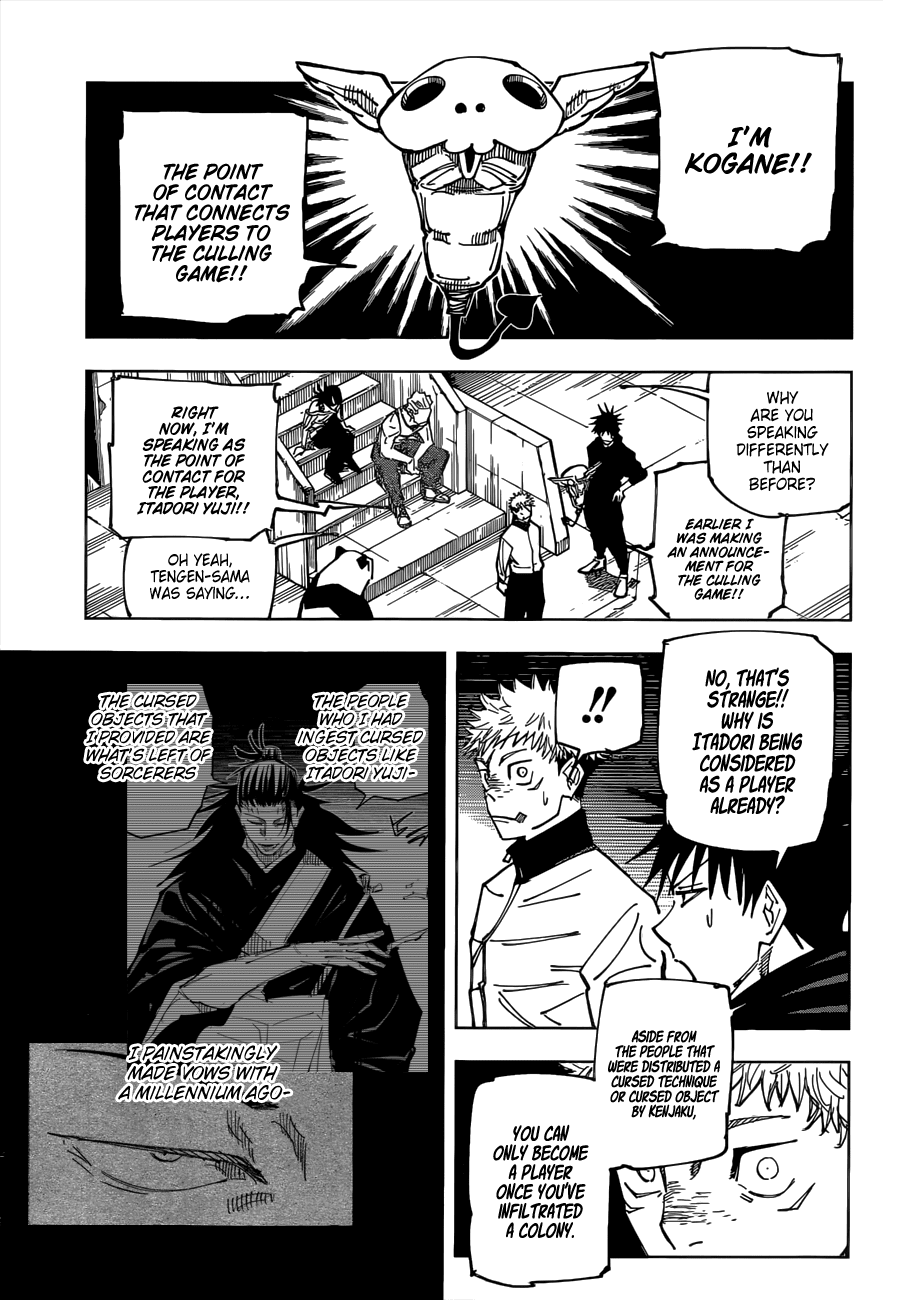 I'M
KOGANE!!
THE POINT
OF CONTACT
THAT CONNECTS
PLAYERS TO
THE CULLING
GAME!!
WHY
ARE YOU
SPEAKING
DIFFERENTLY
THAN
BEFORE?
EARLIER I
WAS MAKING
AN ANNOUNCE-
MENT FOR
THE CULLING
GAME!!
RIGHT
NOW, I'M
SPEAKING AS
THE POINT OF
CONTACT FOR
THE PLAYER,
ITADORI YUJI!!
OH YEAH,
TENGEN-SAMA
WAS SAYING...
NO, THAT'S
STRANGE!!
WHY IS
ITADORI BEING
CONSIDERED
AS A PLAYER
ALREADY?
!!
ASIDE FROM
THE PEOPLE THAT
WERE DISTRIBUTED A
CURSED TECHNIQUE
OR CURSED OBJECT
BY KENJAKU,
YOU CAN
ONLY BECOME
A PLAYER
ONCE YOU'VE
INFILTRATED
A COLONY.
THE PEOPLE
WHO I HAD
INGEST CURSED
OBJECTS LIKE
ITADORI YUJI-
THE CURSED
OBJECTS THAT
I PROVIDED ARE
WHAT'S LEFT OF
SORCERERS
I PAINSTAKINGLY
MADE VOWS WITH
A MILLENNIUM AGO-